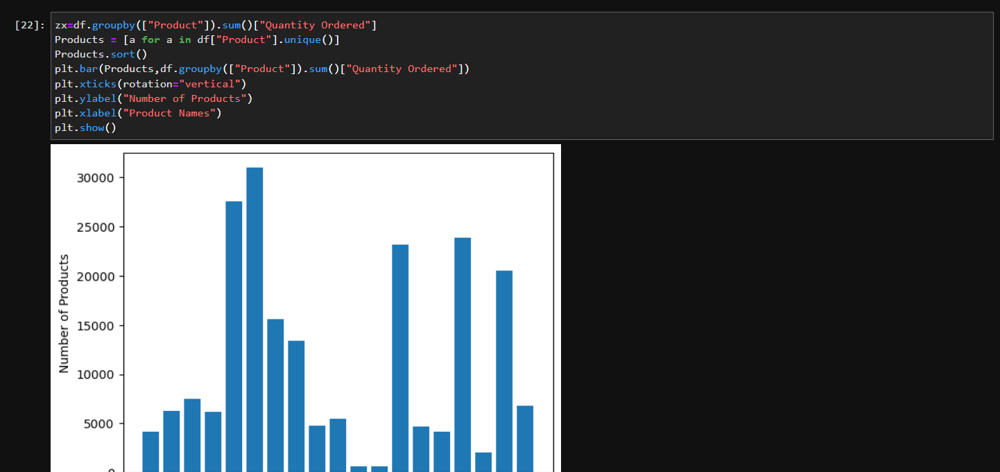 [22]: zx=df.groupby(["Product"]).sum()["Quantity Ordered"]
Products = [a for a in df["Product"].unique()]
Products.sort()
plt.bar(Products,df.groupby(["Product"]).sum()["Quantity Ordered"])
plt.xticks(rotation="vertical")
plt.ylabel("Number of Products")
plt.xlabel("Product Names")
plt.show()
30000
25000
20000
15000
10000
5000
0
Number of Products